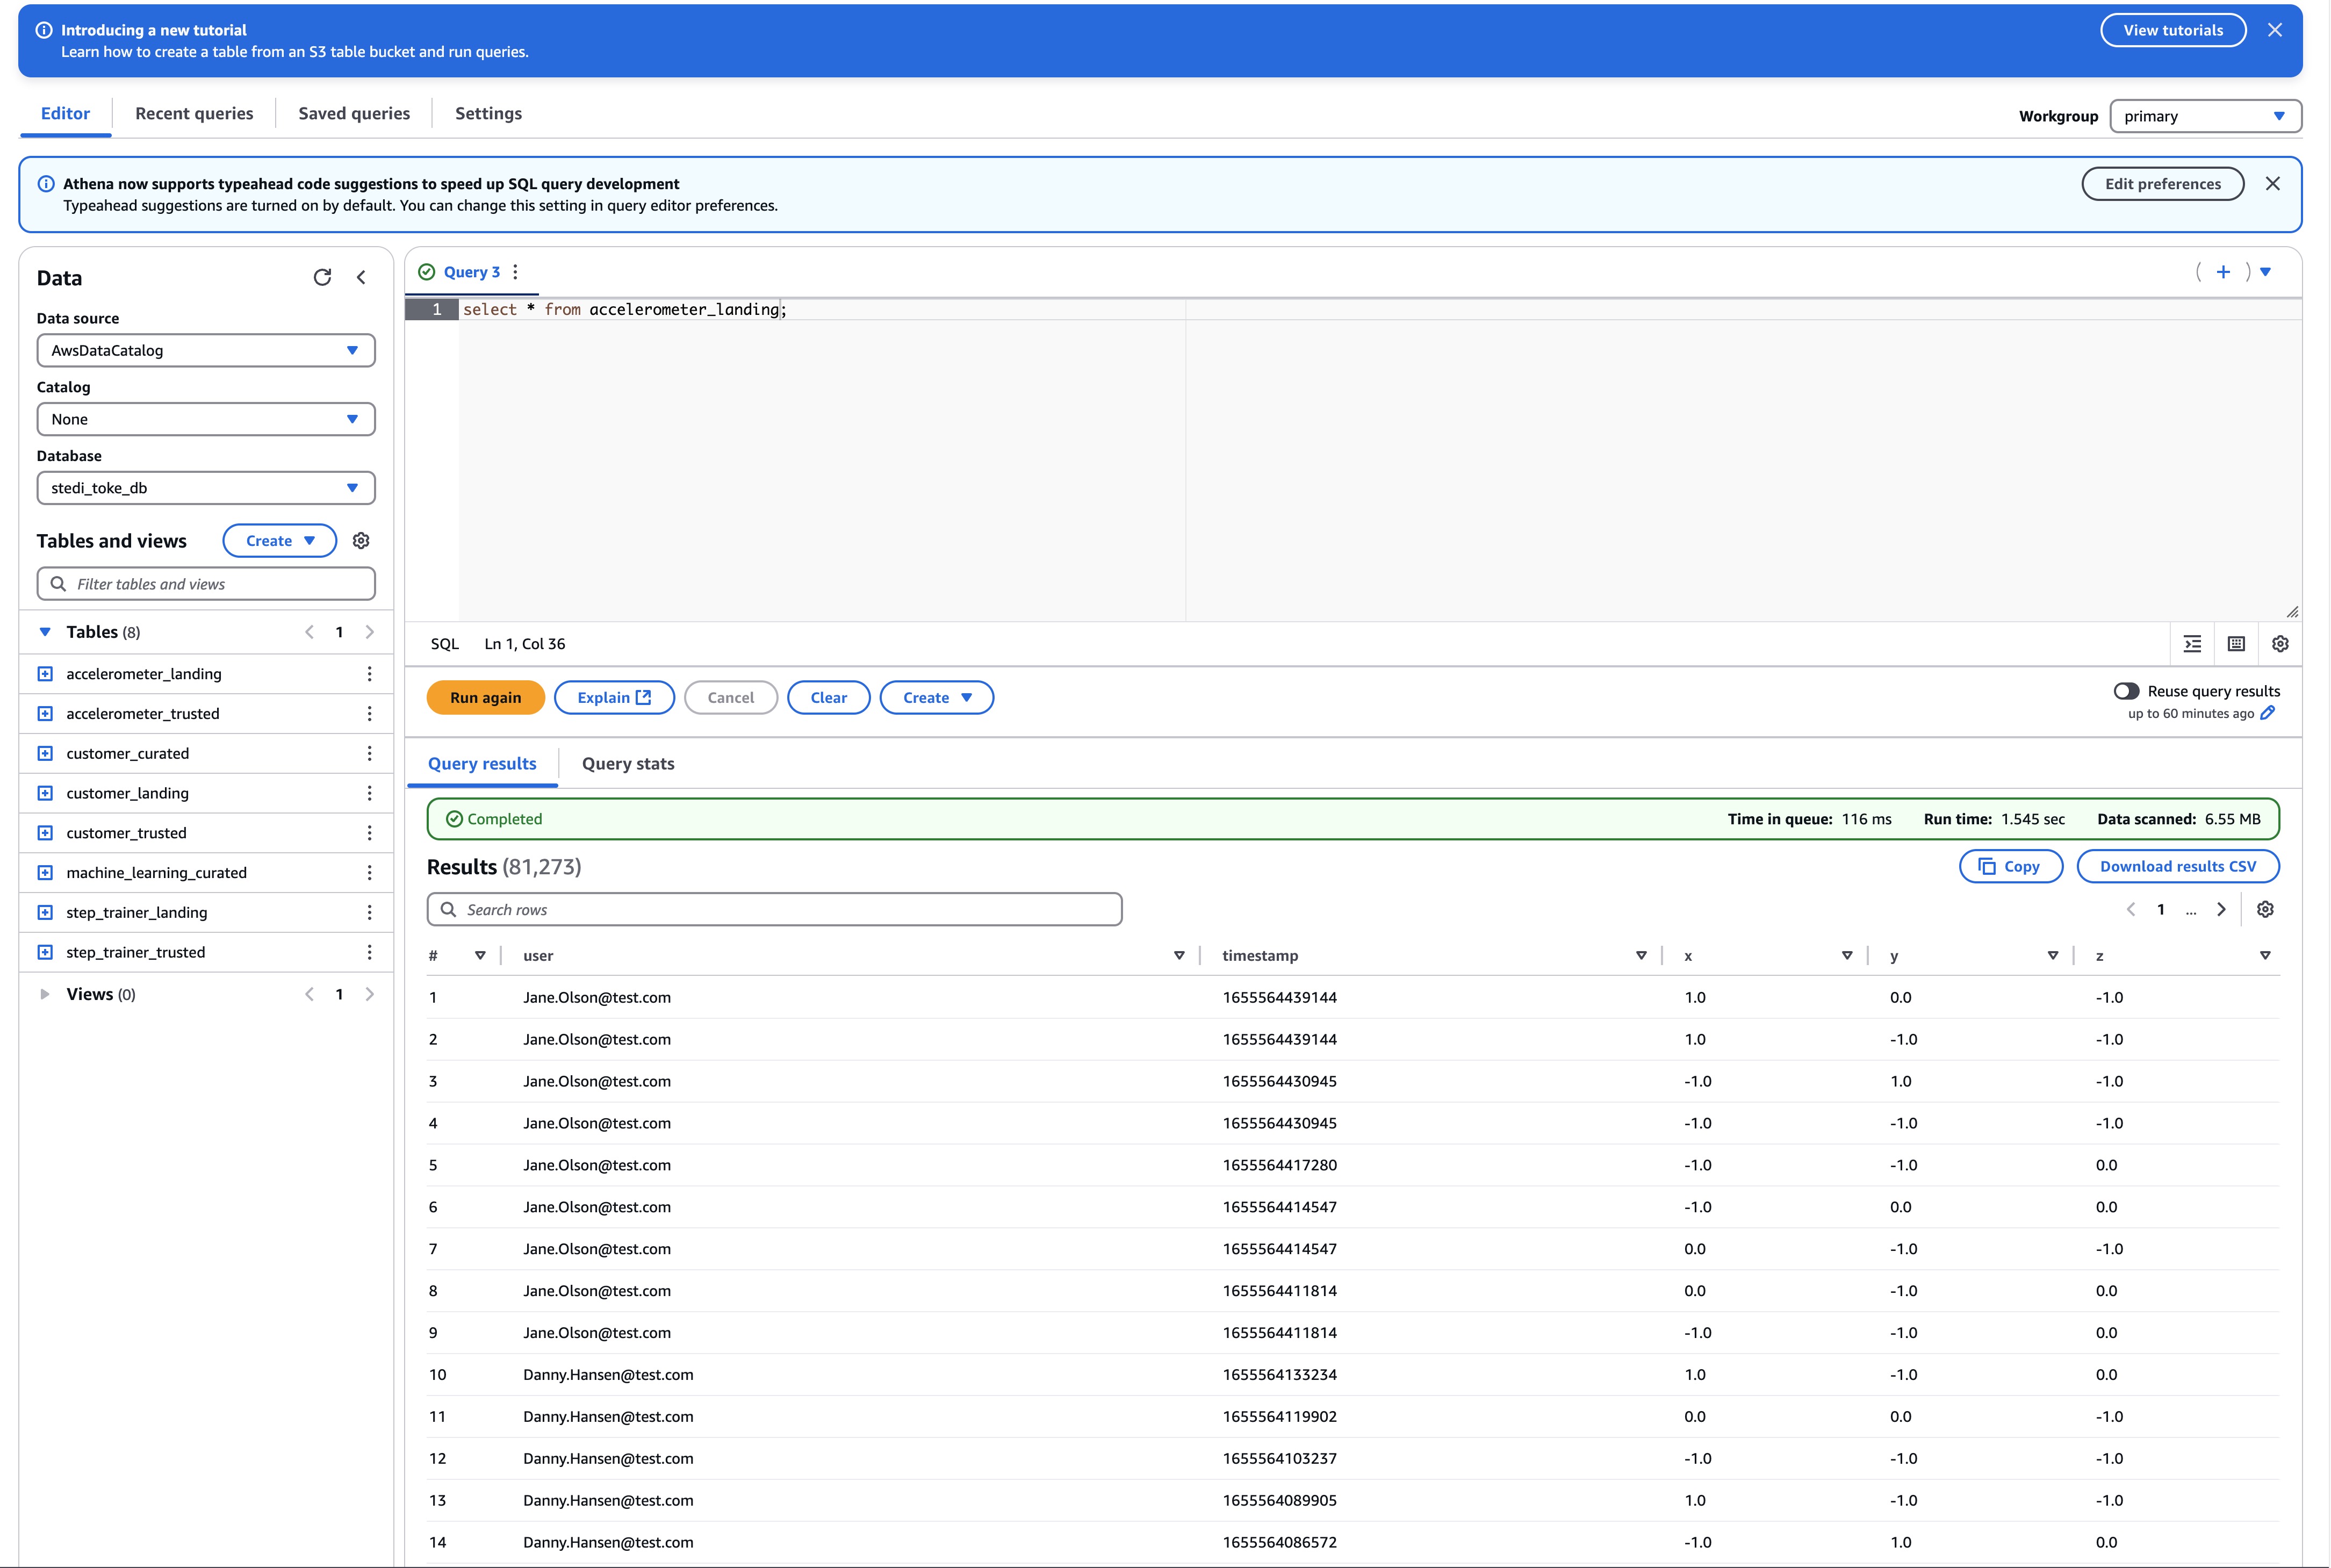 Introducing a new tutorial
Learn how to create a table from an S3 table bucket and run queries.
View tutorials
Editor
Recent queries
Saved queries
Settings
Workgroup
primary
Athena now supports typeahead code suggestions to speed up SQL query development
Typeahead suggestions are turned on by default. You can change this setting in query editor preferences.
Edit preferences
Data
Data source
AwsDataCatalog
Catalog
None
Database
stedi_toke_db
Tables and views
Create
Filter tables and views
Tables (8)
1
accelerometer_landing
accelerometer_trusted
customer_curated
customer_landing
customer_trusted
machine_learning_curated
step_trainer_landing
step_trainer_trusted
Views (0)
1
Query 3
1 select * from accelerometer_landing;
SQL Ln 1, Col 36
Run again
Explain
Cancel
Clear
Create
Reuse query results
up to 60 minutes ago
Query results
Query stats
Completed
Time in queue: 116 ms Run time: 1.545 sec Data scanned: 6.55 MB
Results (81,273)
Copy
Download results CSV
Search rows
1 ...
# user timestamp x y z
1 Jane.Olson@test.com 1655564439144 1.0 0.0 -1.0
2 Jane.Olson@test.com 1655564439144 1.0 -1.0 -1.0
3 Jane.Olson@test.com 1655564430945 -1.0 1.0 -1.0
4 Jane.Olson@test.com 1655564430945 -1.0 -1.0 -1.0
5 Jane.Olson@test.com 1655564417280 -1.0 -1.0 0.0
6 Jane.Olson@test.com 1655564414547 -1.0 0.0 0.0
7 Jane.Olson@test.com 1655564414547 0.0 -1.0 -1.0
8 Jane.Olson@test.com 1655564411814 0.0 -1.0 0.0
9 Jane.Olson@test.com 1655564411814 -1.0 -1.0 0.0
10 Danny.Hansen@test.com 1655564133234 1.0 -1.0 0.0
11 Danny.Hansen@test.com 1655564119902 0.0 0.0 -1.0
12 Danny.Hansen@test.com 1655564103237 -1.0 -1.0 -1.0
13 Danny.Hansen@test.com 1655564089905 1.0 -1.0 -1.0
14 Danny.Hansen@test.com 1655564086572 -1.0 1.0 0.0